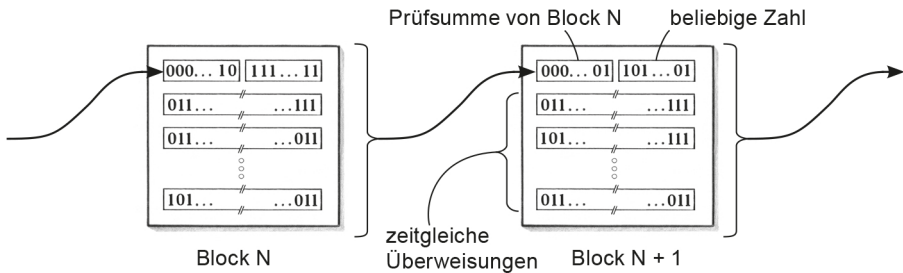 Prüfsumme von Block N
beliebige Zahl
000... 10 111... 11
011... ...111
011... ...011
101... ...011
Block N
000...01 101...01
011... ...111
101... ...111
011... ...011
zeitgleiche
Überweisungen
Block N + 1